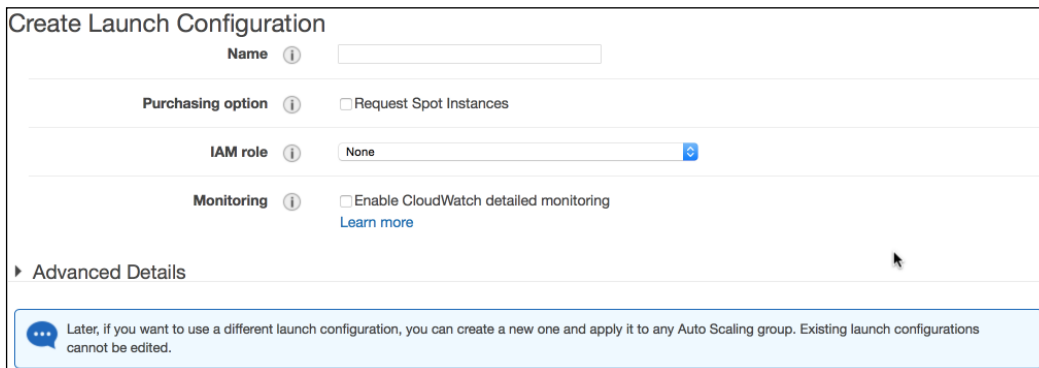 Create Launch Configuration
Name
Purchasing option
Request Spot Instances
IAM role
None
Monitoring
Enable CloudWatch detailed monitoring
Learn more
Advanced Details
Later, if you want to use a different launch configuration, you can create a new one and apply it to any Auto Scaling group. Existing launch configurations
cannot be edited.